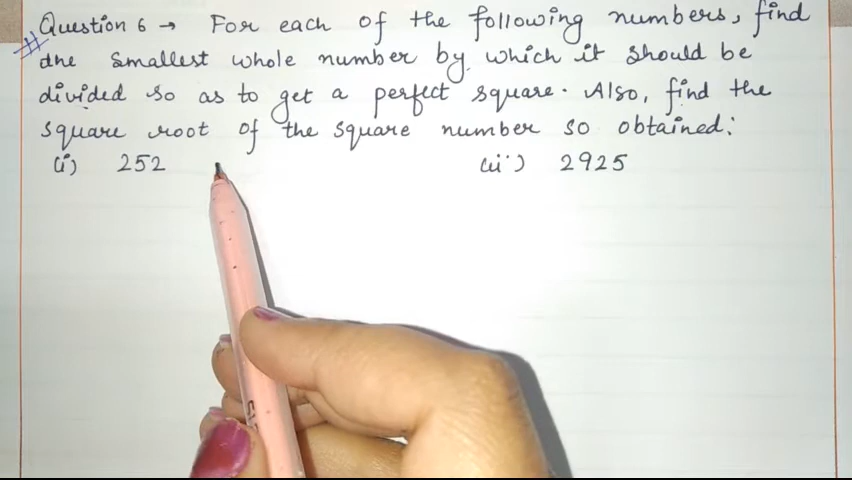 Question 6 → For each of the following numbers, find
the smallest whole number by which it should be
divided so as to get a perfect square. Also, find the
square root of the square number so obtained:
(i) 252 (ii) 2925